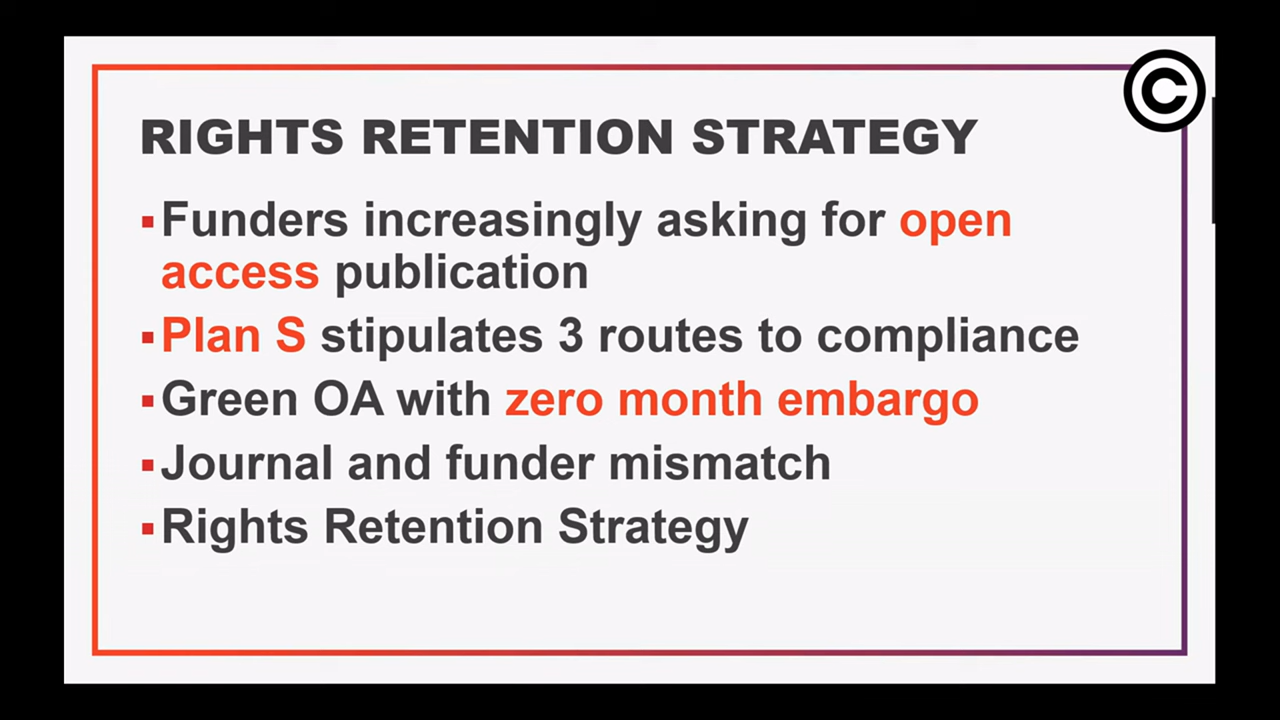 ©
RIGHTS RETENTION STRATEGY
▪Funders increasingly asking for open
access publication
▪Plan S stipulates 3 routes to compliance
▪Green OA with zero month embargo
▪Journal and funder mismatch
▪Rights Retention Strategy